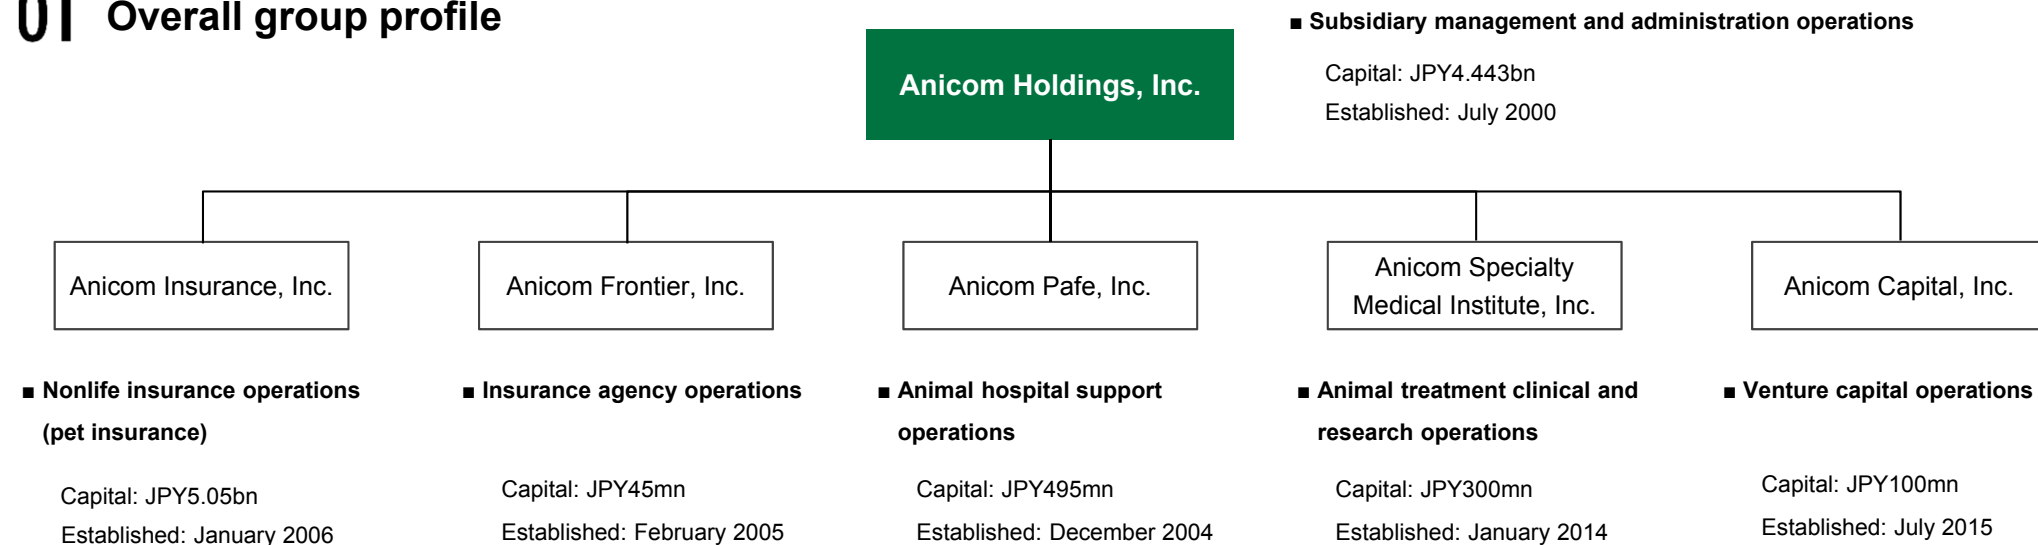 01 Overall group profile
■ Subsidiary management and administration operations
Capital: JPY4.443bn
Established: July 2000
Anicom Holdings, Inc.
Anicom Insurance, Inc.
■ Nonlife insurance operations
(pet insurance)
Capital: JPY5.05bn
Established: January 2006
Anicom Frontier, Inc.
■ Insurance agency operations
Capital: JPY45mn
Established: February 2005
Anicom Pafe, Inc.
■ Animal hospital support
operations
Capital: JPY495mn
Established: December 2004
Anicom Specialty
Medical Institute, Inc.
■ Animal treatment clinical and
research operations
Capital: JPY300mn
Established: January 2014
Anicom Capital, Inc.
■ Venture capital operations
Capital: JPY100mn
Established: July 2015